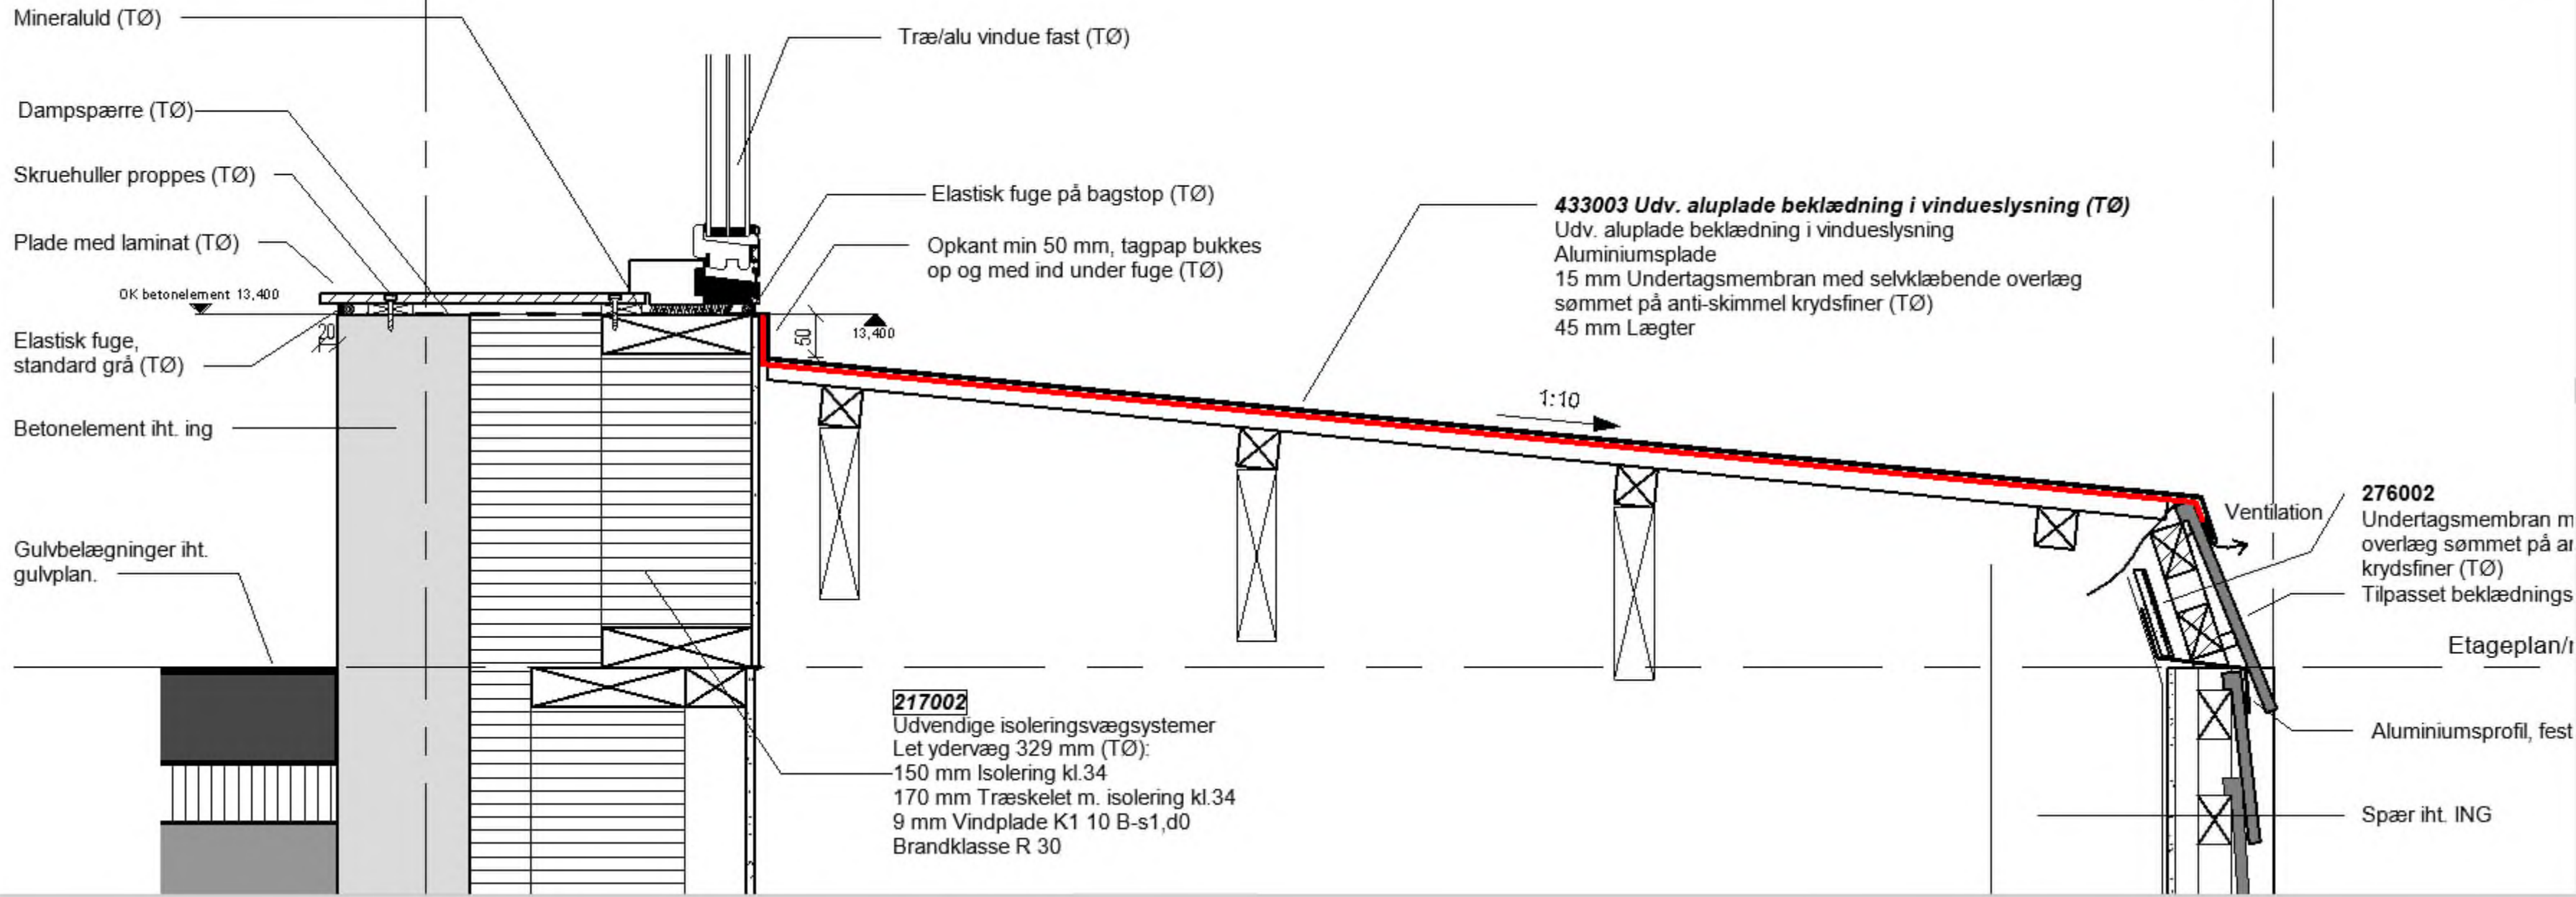 Mineraluld (TØ)
Træ/alu vindue fast (TØ)
Dampspærre (TØ)
Skruehuller proppes (TØ)
Elastisk fuge på bagstop (TØ)
433003 Udv. aluplade beklædning i vindueslysning (TØ)
Udv. aluplade beklædning i vindueslysning
Aluminiumsplade
15 mm Undertagsmembran med selvklæbende overlæg
sømmet på anti-skimmel krydsfiner (TØ)
45 mm Lægter
Plade med laminat (TØ)
Opkant min 50 mm, tagpap bukkes
op og med ind under fuge (TØ)
OK betonelement 13,400
20
50
13,400
Elastisk fuge,
standard grå (TØ)
1:10
Betonelement iht. ing
Ventilation
276002
Undertagsmembran m
overlæg sømmet på an
krydsfiner (TØ)
Tilpasset beklædnings
Gulvbelægninger iht.
gulvplan.
Etageplan/r
217002
Udvendige isoleringsvægsystemer
Let ydervæg 329 mm (TØ):
150 mm Isolering kl.34
170 mm Træskelet m. isolering kl.34
9 mm Vindplade K1 10 B-s1,d0
Brandklasse R 30
Aluminiumsprofil, fest
Spær iht. ING